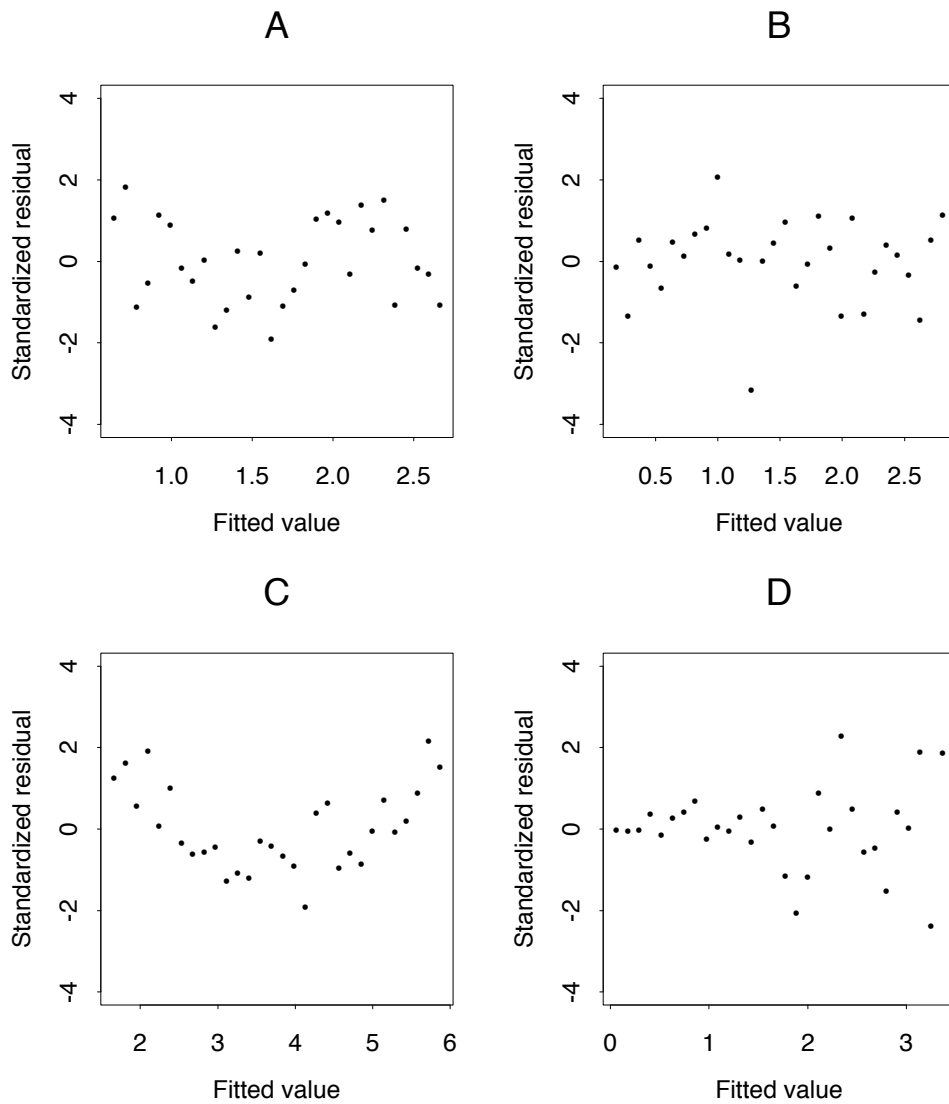 A
B
4
2
0
-2
-4
Standardized residual
1.0 1.5 2.0 2.5
Fitted value
4
2
0
-2
-4
Standardized residual
0.5 1.0 1.5 2.0 2.5
Fitted value
C
D
4
2
0
-2
-4
Standardized residual
2 3 4 5 6
Fitted value
4
2
0
-2
-4
Standardized residual
0 1 2 3
Fitted value